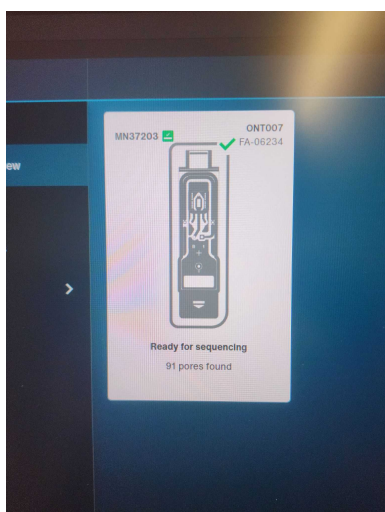 ew
MN37203
ONT007
FA-06234
Ready for sequencing
91 pores found